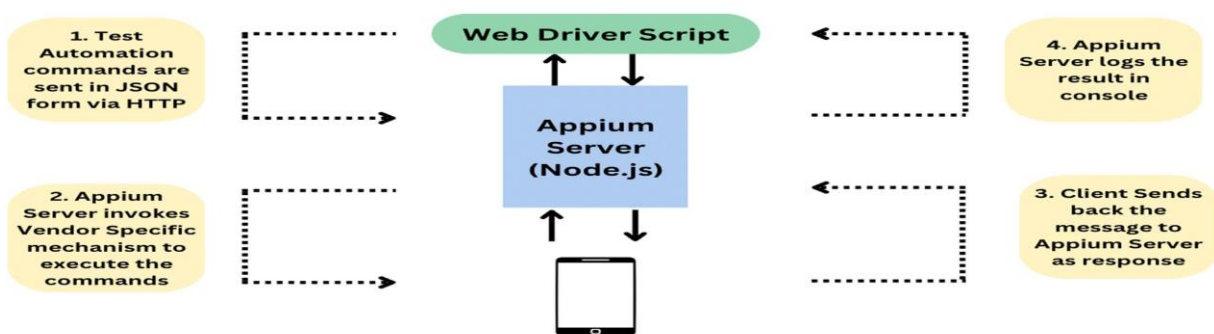 1. Test
Automation
commands are
sent in JSON
form via HTTP
Web Driver Script
4. Appium
Server logs the
result in
console
Appium
Server
(Node.js)
2. Appium
Server invokes
Vendor Specific
mechanism to
execute the
commands
3. Client Sends
back the
message to
Appium Server
as response